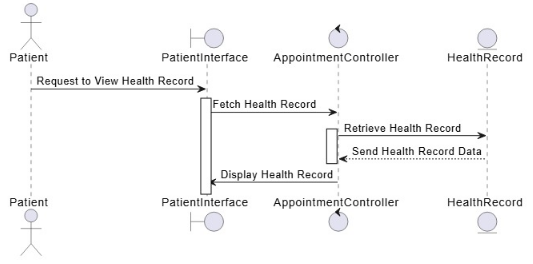 Patient PatientInterface AppointmentController HealthRecord
Request to View Health Record
Fetch Health Record
Retrieve Health Record
Send Health Record Data
Display Health Record
Patient PatientInterface AppointmentController HealthRecord